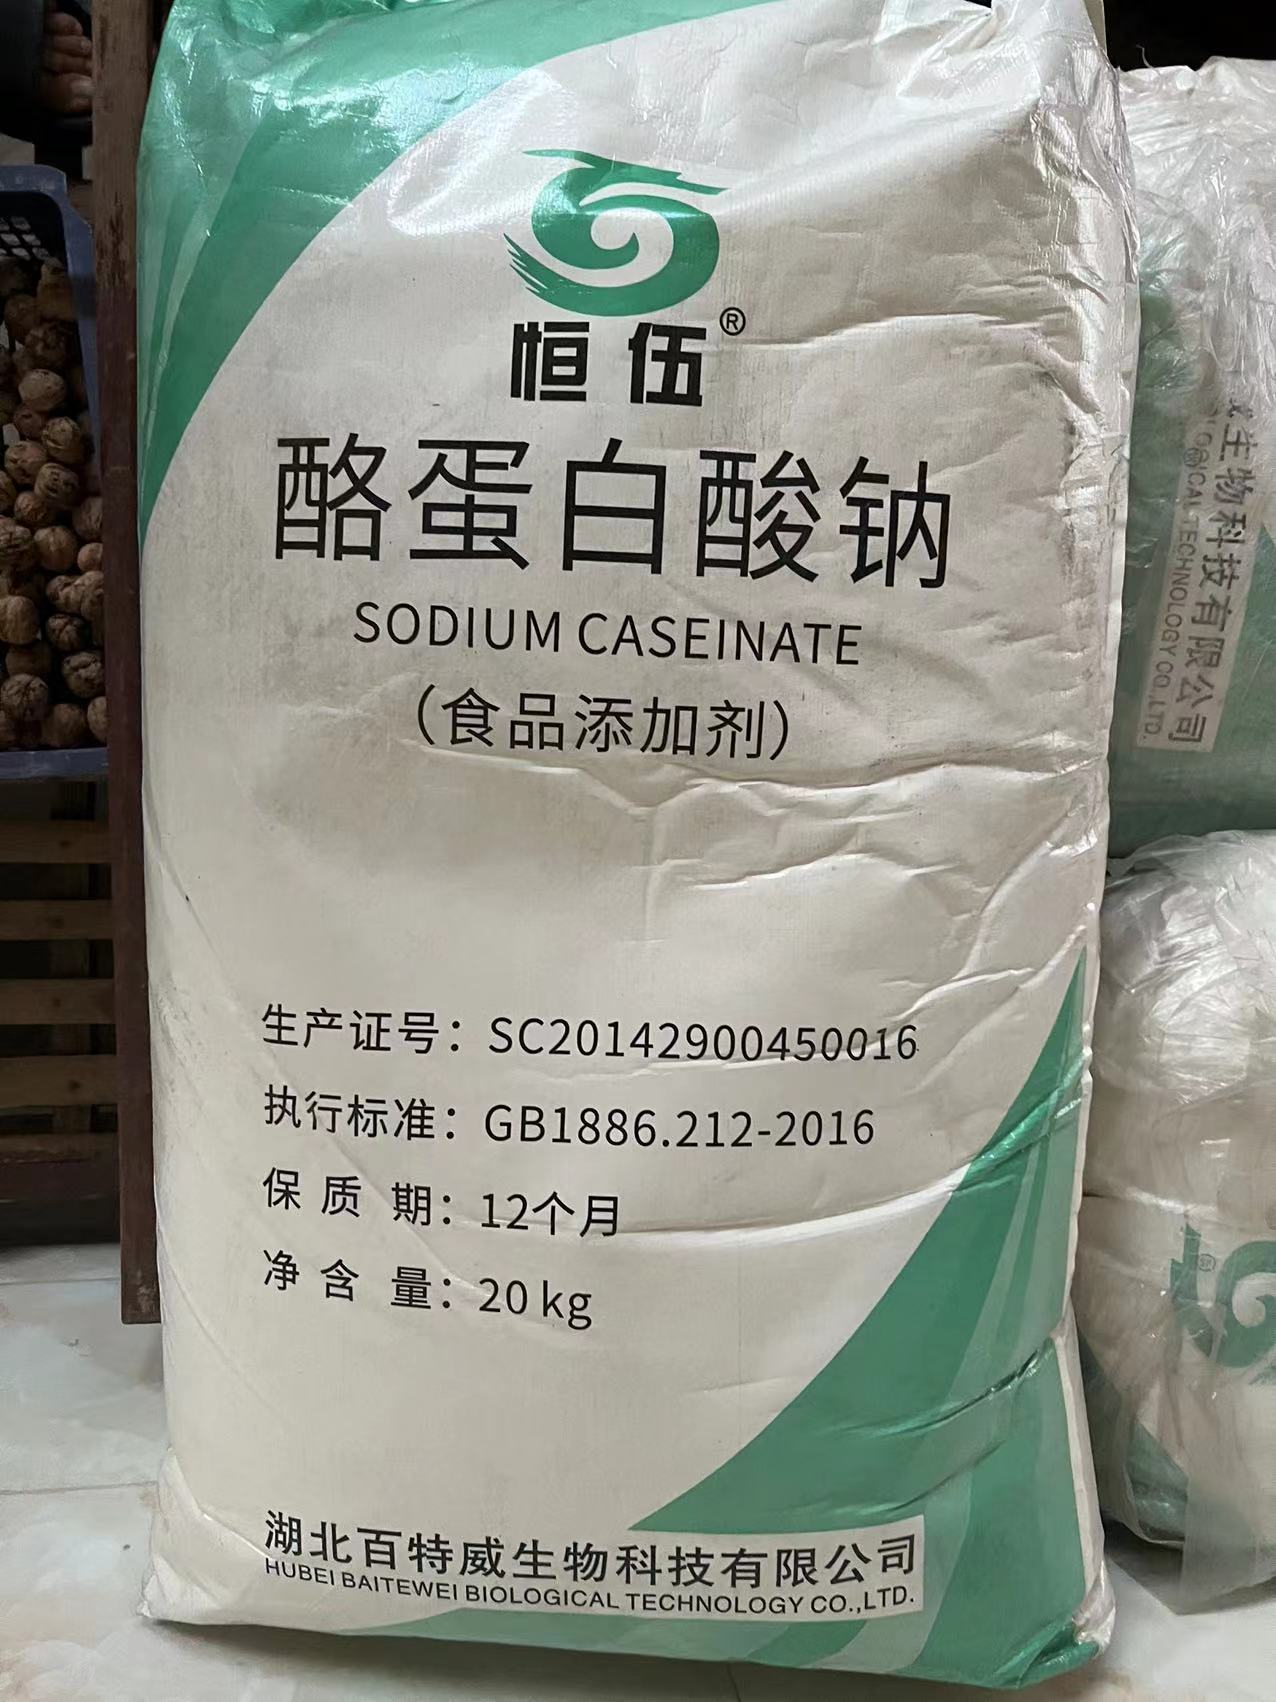 恒伍®
酪蛋白酸钠
SODIUM CASEINATE
（食品添加剂）
生产证号：SC20142900450016
执行标准：GB1886.212-2016
保质期：12个月
净含量：20kg
湖北百特威生物科技有限公司
HUBEI BAITEWEI BIOLOGICAL TECHNOLOGY CO.,LTD.
生物科技有限公司
CAL TECHNOLOGY CO.,LTD.